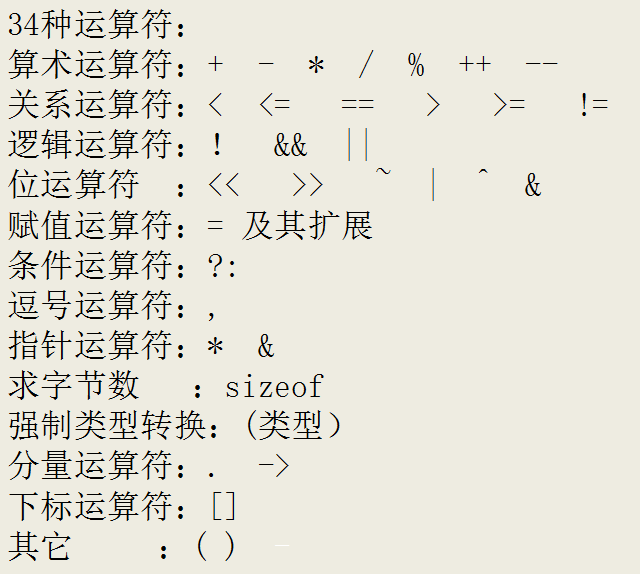 34种运算符：
算术运算符：+ - * / % ++ --
关系运算符：< <= == > >= !=
逻辑运算符：! && ||
位运算符 ：<< >> ~ | ^ &
赋值运算符：= 及其扩展
条件运算符：?:
逗号运算符：,
指针运算符：* &
求字节数 ：sizeof
强制类型转换：(类型）
分量运算符：. ->
下标运算符：[]
其它 ：( ) -